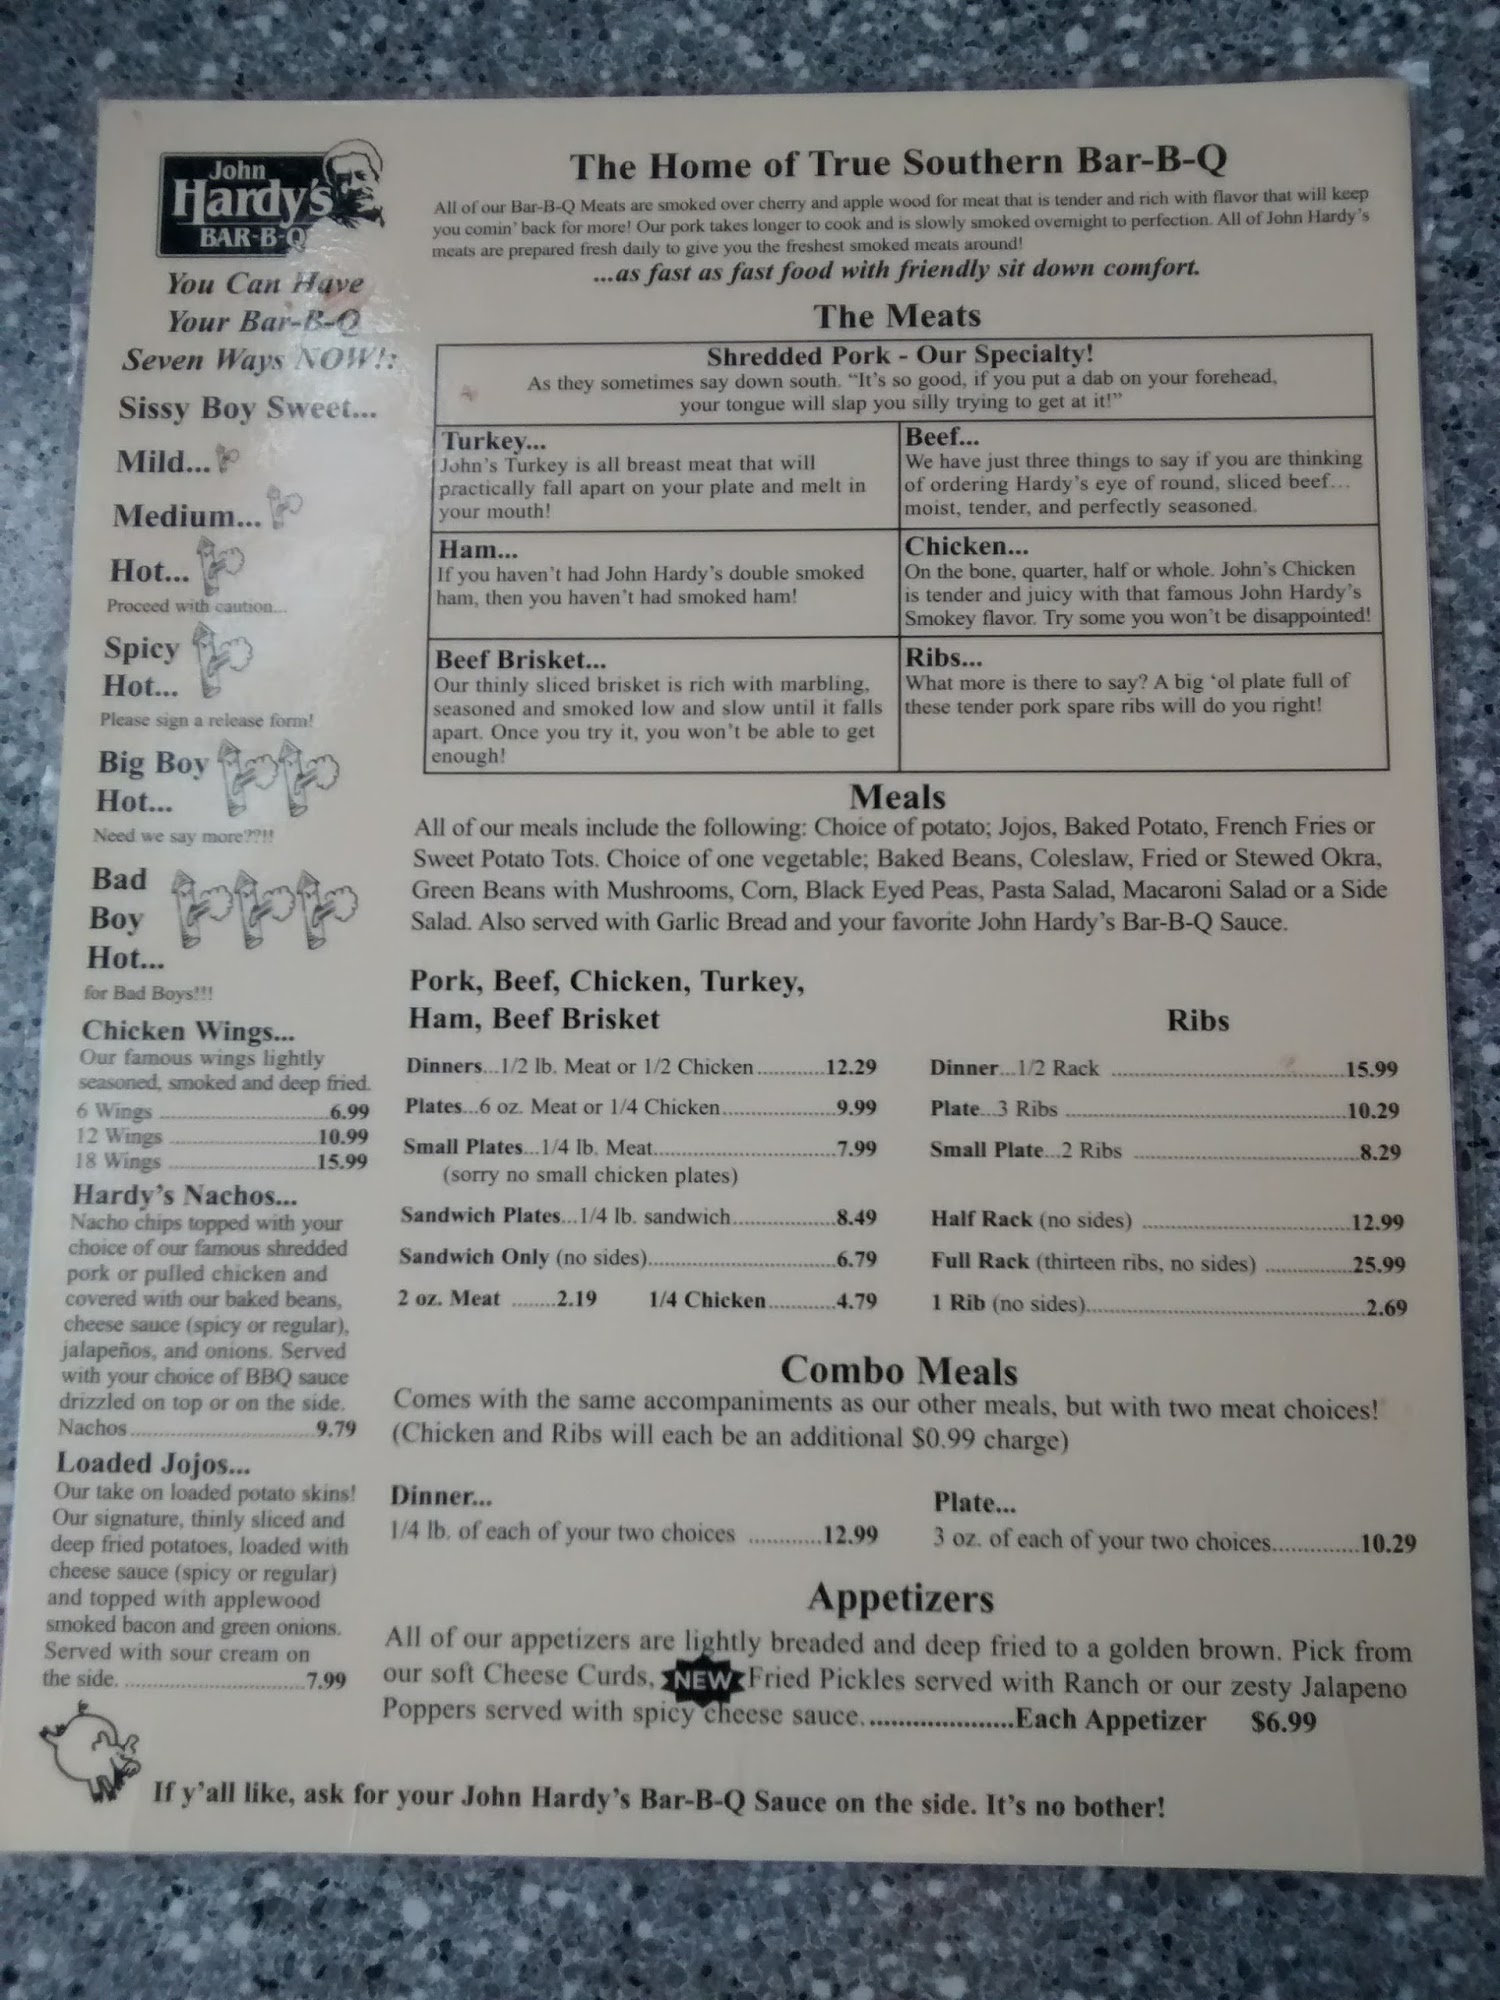 John
Hardy's
BAR-B-Q
You Can Have
Your Bar-B-Q
Seven Ways NOW!:
Sissy Boy Sweet...
Mild...
Medium...
Hot...
Proceed with caution...
Spicy
Hot...
Please sign a release form!
Big Boy
Hot...
Need we say more??!!
Bad
Boy
Hot...
for Bad Boys!!!
Chicken Wings...
Our famous wings lightly
seasoned, smoked and deep fried.
6 Wings ........................6.99
12 Wings ........................10.99
18 Wings ........................15.99
Hardy's Nachos...
Nacho chips topped with your
choice of our famous shredded
pork or pulled chicken and
covered with our baked beans,
cheese sauce (spicy or regular),
jalapeños, and onions. Served
with your choice of BBQ sauce
drizzled on top or on the side.
Nachos..............................9.79
Loaded Jojos...
Our take on loaded potato skins!
Our signature, thinly sliced and
deep fried potatoes, loaded with
cheese sauce (spicy or regular)
and topped with applewood
smoked bacon and green onions.
Served with sour cream on
the side. ..............................7.99
The Home of True Southern Bar-B-Q
All of our Bar-B-Q Meats are smoked over cherry and apple wood for meat that is tender and rich with flavor that will keep
you comin' back for more! Our pork takes longer to cook and is slowly smoked overnight to perfection. All of John Hardy's
meats are prepared fresh daily to give you the freshest smoked meats around!
...as fast as fast food with friendly sit down comfort.
The Meats
Shredded Pork - Our Specialty!
As they sometimes say down south. "It's so good, if you put a dab on your forehead,
your tongue will slap you silly trying to get at it!"
Turkey...
John's Turkey is all breast meat that will
practically fall apart on your plate and melt in
your mouth!
Beef...
We have just three things to say if you are thinking
of ordering Hardy's eye of round, sliced beef...
moist, tender, and perfectly seasoned.
Ham...
If you haven't had John Hardy's double smoked
ham, then you haven't had smoked ham!
Chicken...
On the bone, quarter, half or whole. John's Chicken
is tender and juicy with that famous John Hardy's
Smokey flavor. Try some you won't be disappointed!
Beef Brisket...
Our thinly sliced brisket is rich with marbling,
seasoned and smoked low and slow until it falls
apart. Once you try it, you won't be able to get
enough!
Ribs...
What more is there to say? A big 'ol plate full of
these tender pork spare ribs will do you right!
Meals
All of our meals include the following: Choice of potato; Jojos, Baked Potato, French Fries or
Sweet Potato Tots. Choice of one vegetable; Baked Beans, Coleslaw, Fried or Stewed Okra,
Green Beans with Mushrooms, Corn, Black Eyed Peas, Pasta Salad, Macaroni Salad or a Side
Salad. Also served with Garlic Bread and your favorite John Hardy's Bar-B-Q Sauce.
Pork, Beef, Chicken, Turkey,
Ham, Beef Brisket
Dinners...1/2 lb. Meat or 1/2 Chicken............12.29
Plates...6 oz. Meat or 1/4 Chicken....................9.99
Small Plates...1/4 lb. Meat................................7.99
(sorry no small chicken plates)
Sandwich Plates...1/4 lb. sandwich..................8.49
Sandwich Only (no sides).................................6.79
2 oz. Meat ........2.19 1/4 Chicken............4.79
Ribs
Dinner...1/2 Rack ........................................15.99
Plate...3 Ribs ................................................10.29
Small Plate...2 Ribs ........................................8.29
Half Rack (no sides) .....................................12.99
Full Rack (thirteen ribs, no sides) ...............25.99
1 Rib (no sides).................................................2.69
Combo Meals
Comes with the same accompaniments as our other meals, but with two meat choices!
(Chicken and Ribs will each be an additional $0.99 charge)
Dinner...
1/4 lb. of each of your two choices ............12.99
Plate...
3 oz. of each of your two choices..............10.29
Appetizers
All of our appetizers are lightly breaded and deep fried to a golden brown. Pick from
our soft Cheese Curds, NEW Fried Pickles served with Ranch or our zesty Jalapeno
Poppers served with spicy cheese sauce......................Each Appetizer $6.99
If y'all like, ask for your John Hardy's Bar-B-Q Sauce on the side. It's no bother!